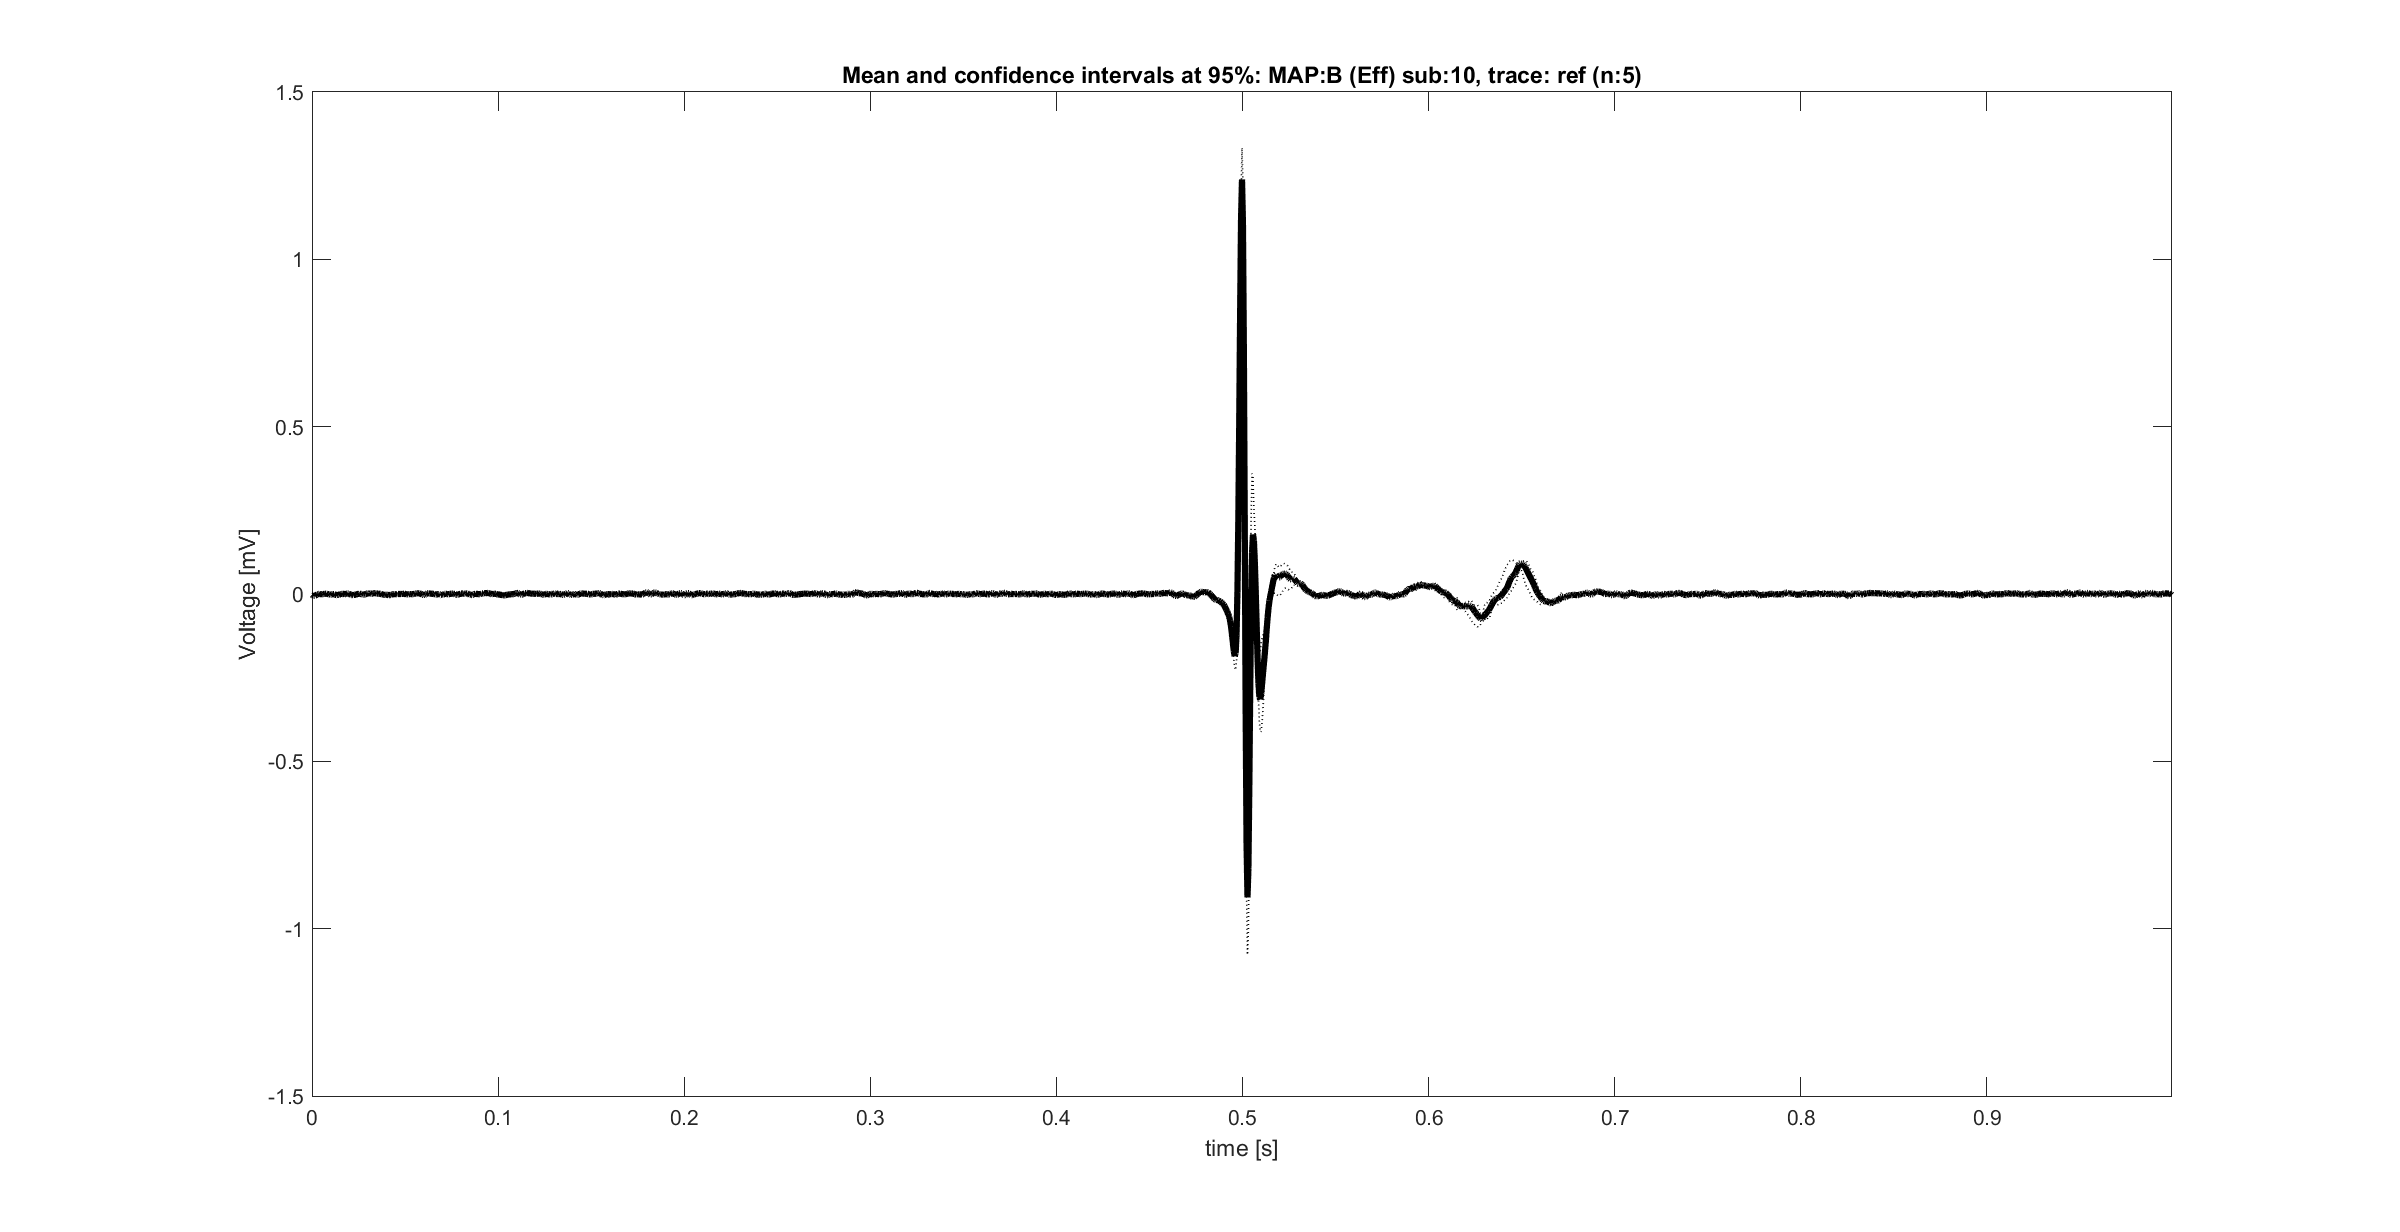 Mean and confidence intervals at 95%: MAP:B (Eff) sub:10, trace: ref (n:5)
1.5
1
0.5
0
-0.5
-1
-1.5
Voltage [mV]
0 0.1 0.2 0.3 0.4 0.5 0.6 0.7 0.8 0.9
time [s]